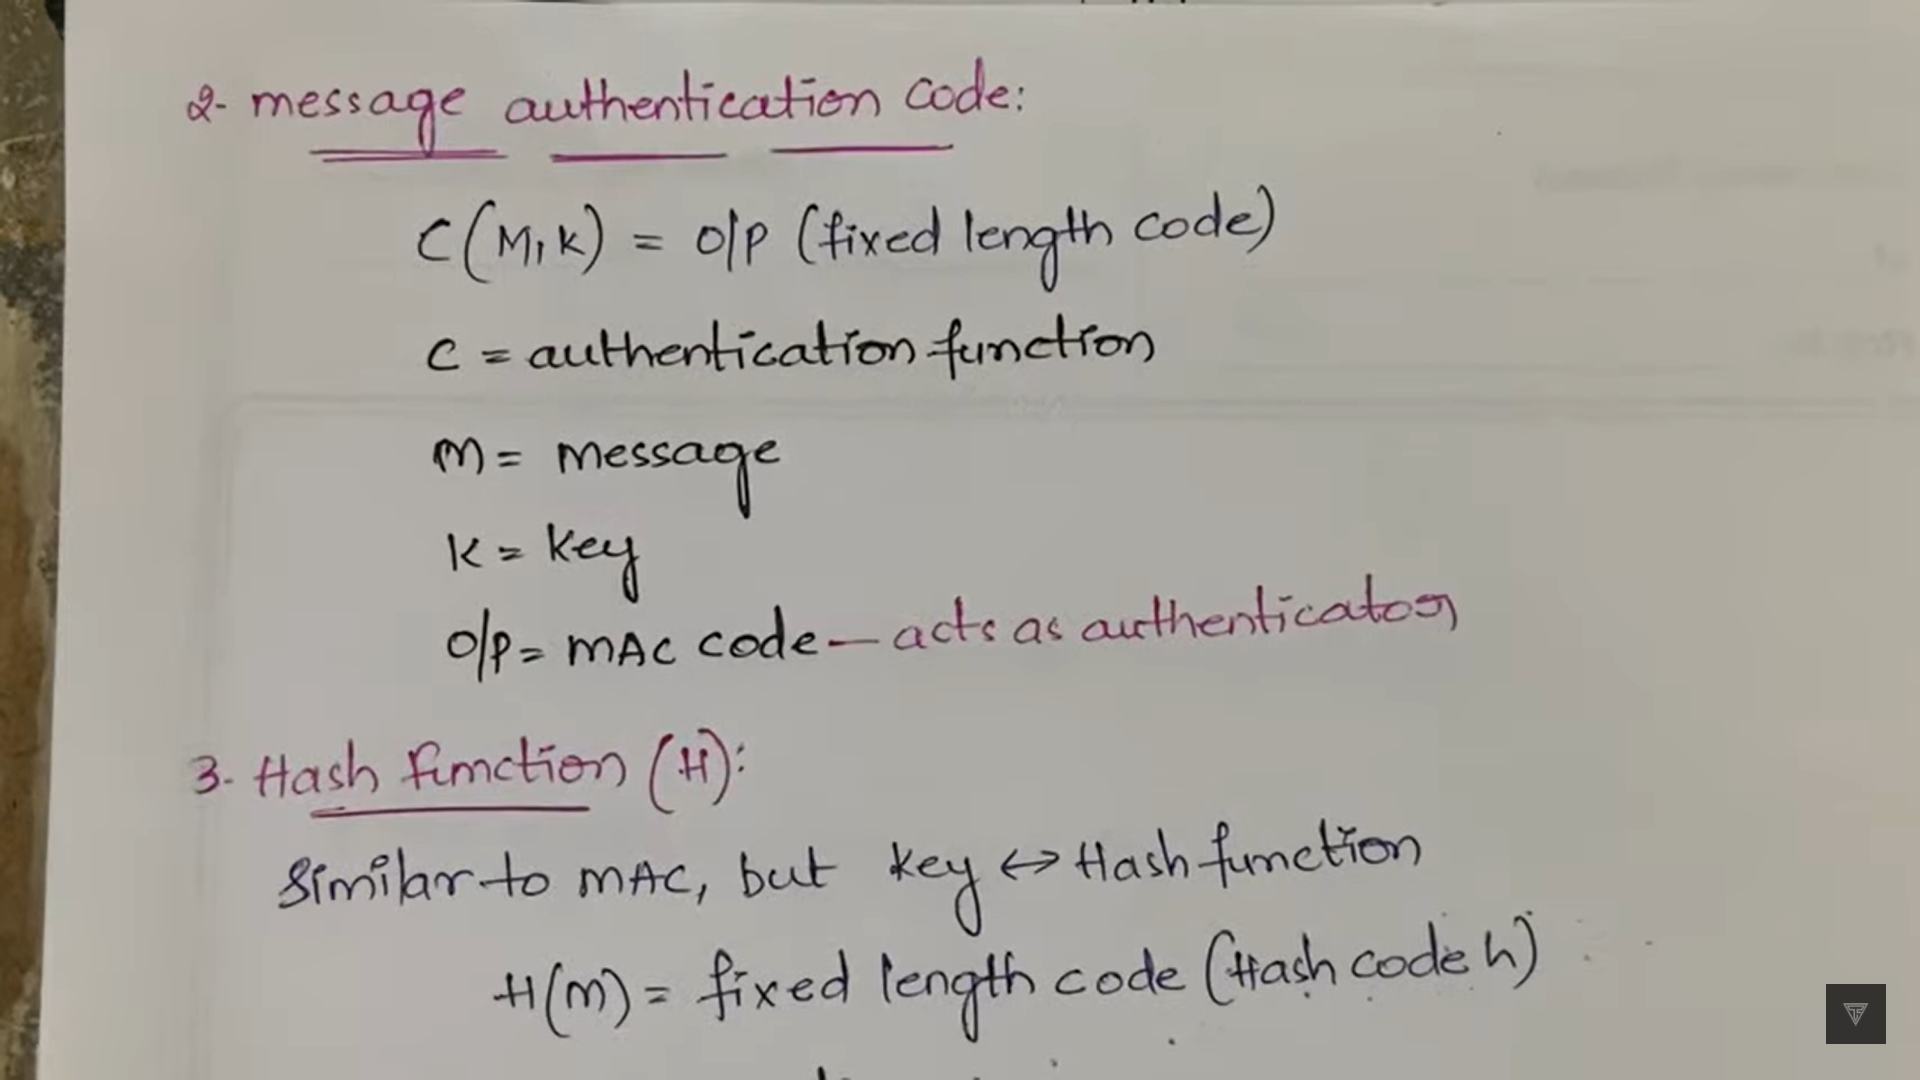 2- message authentication code:
C(M,K) = O/P (fixed length code)
C = authentication function
M = message
K = key
O/P = MAC code - acts as authenticator
3- Hash function (H):
Similar to MAC, but key ↔ Hash function
H(M) = fixed length code (Hash code h)